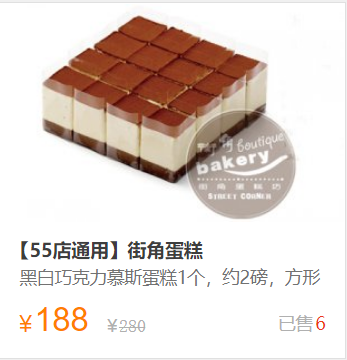 boutique
bakery
街角蛋糕坊
STREET CORNER
【55店通用】街角蛋糕
黑白巧克力慕斯蛋糕1个，约2磅，方形
¥188 ¥280 已售6